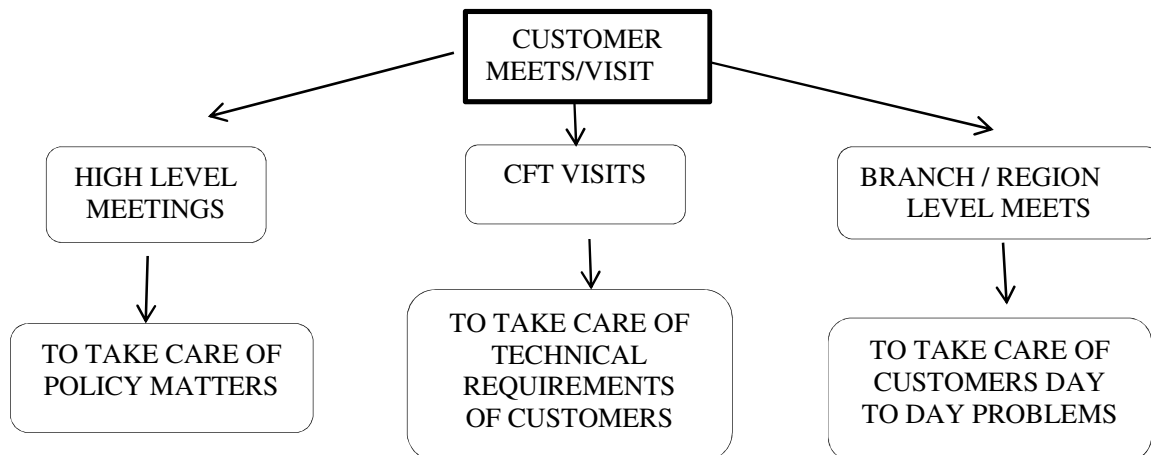 CUSTOMER
MEETS/VISIT
HIGH LEVEL
MEETINGS
CFT VISITS
BRANCH / REGION
LEVEL MEETS
TO TAKE CARE OF
POLICY MATTERS
TO TAKE CARE OF
TECHNICAL
REQUIREMENTS
OF CUSTOMERS
TO TAKE CARE OF
CUSTOMERS DAY
TO DAY PROBLEMS